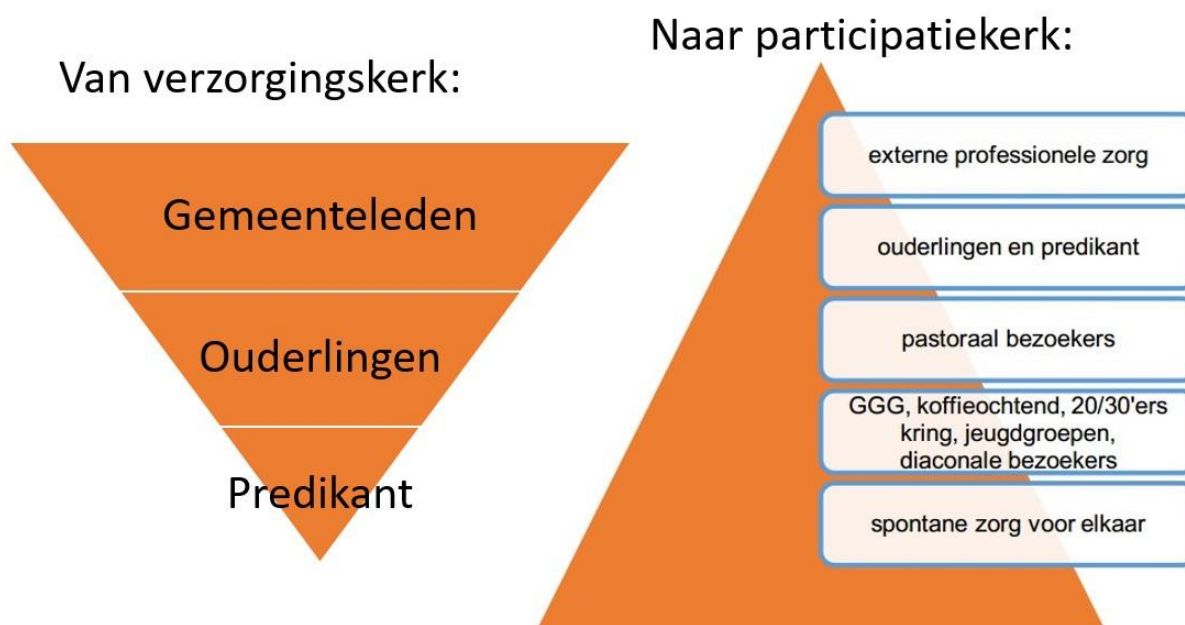 Van verzorgingskerk:
Gemeenteleden
Ouderlingen
Predikant
Naar participatiekerk:
externe professionele zorg
ouderlingen en predikant
pastoraal bezoekers
GGG, koffieochtend, 20/30'ers
kring, jeugdgroepen,
diaconale bezoekers
spontane zorg voor elkaar